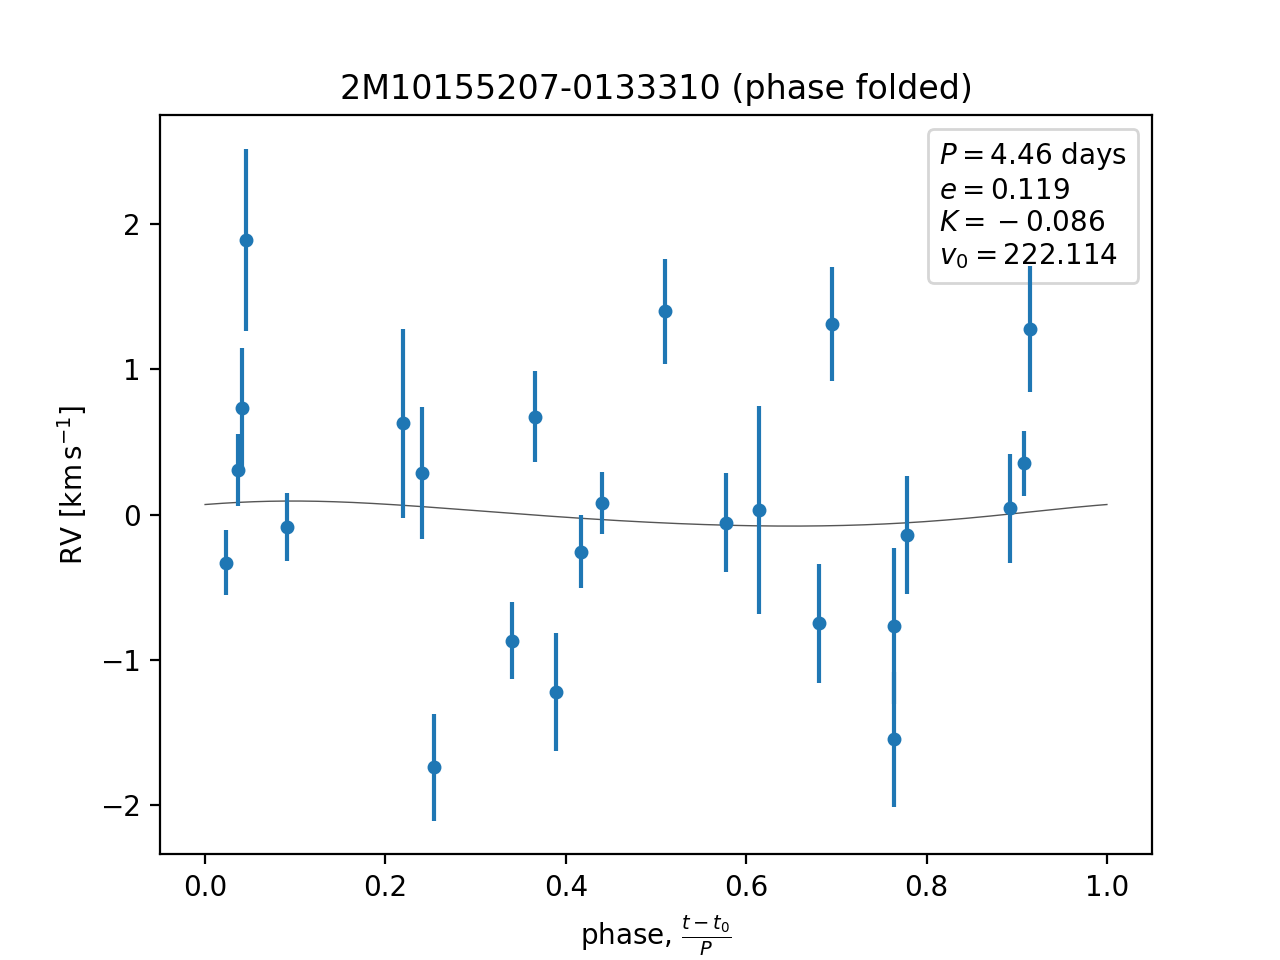 2M10155207-0133310 (phase folded)
P = 4.46 days
e = 0.119
K = −0.086
v₀ = 222.114
2
1
0
−1
−2
RV [km s⁻¹]
0.0 0.2 0.4 0.6 0.8 1.0
phase, (t − t₀)/P